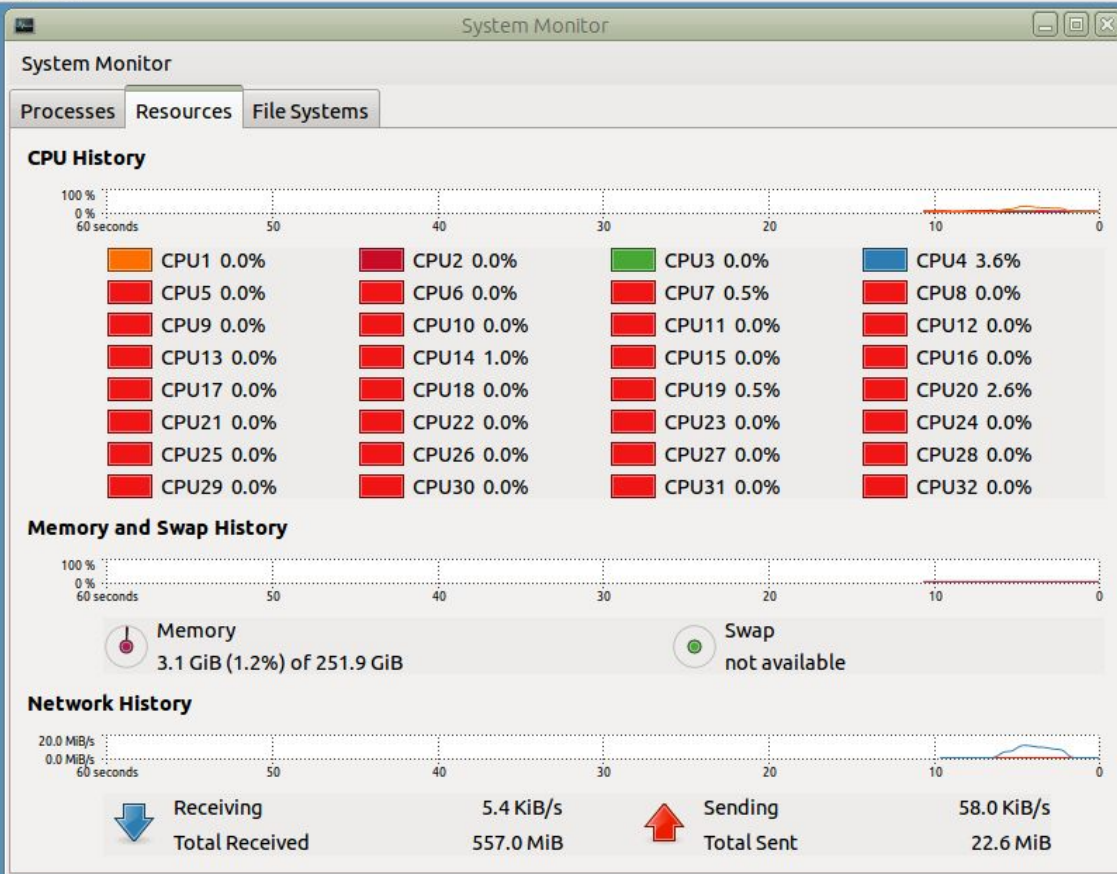 System Monitor
System Monitor
Processes Resources File Systems
CPU History
100 %
0 %
60 seconds 50 40 30 20 10 0
CPU1 0.0% CPU2 0.0% CPU3 0.0% CPU4 3.6%
CPU5 0.0% CPU6 0.0% CPU7 0.5% CPU8 0.0%
CPU9 0.0% CPU10 0.0% CPU11 0.0% CPU12 0.0%
CPU13 0.0% CPU14 1.0% CPU15 0.0% CPU16 0.0%
CPU17 0.0% CPU18 0.0% CPU19 0.5% CPU20 2.6%
CPU21 0.0% CPU22 0.0% CPU23 0.0% CPU24 0.0%
CPU25 0.0% CPU26 0.0% CPU27 0.0% CPU28 0.0%
CPU29 0.0% CPU30 0.0% CPU31 0.0% CPU32 0.0%
Memory and Swap History
100 %
0 %
60 seconds 50 40 30 20 10 0
Memory Swap
3.1 GiB (1.2%) of 251.9 GiB not available
Network History
20.0 MiB/s
0.0 MiB/s
60 seconds 50 40 30 20 10 0
Receiving 5.4 KiB/s Sending 58.0 KiB/s
Total Received 557.0 MiB Total Sent 22.6 MiB